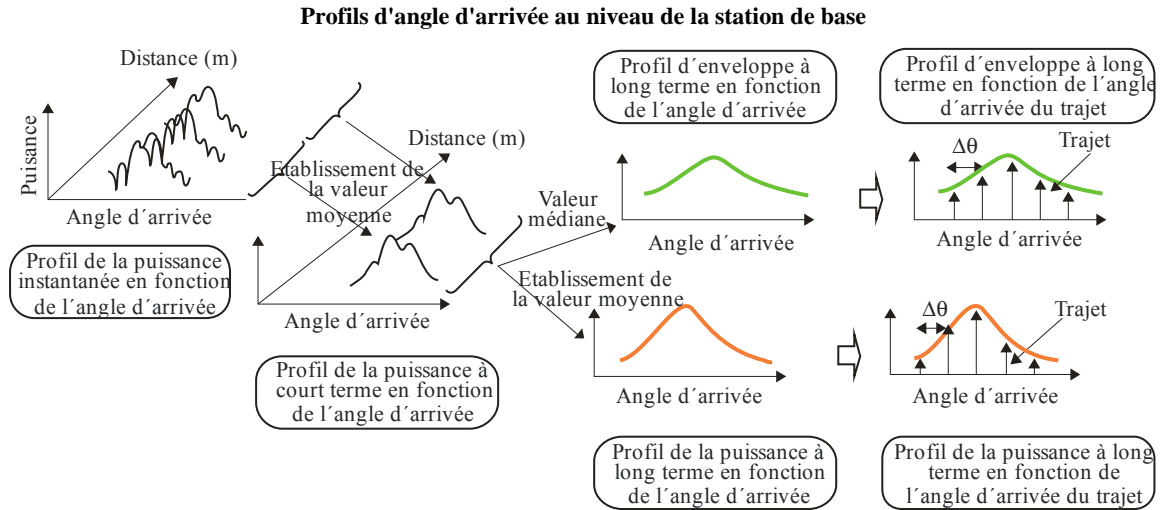 Profils d'angle d'arrivée au niveau de la station de base
Distance (m)
Puisance
Angle d´arrivée
Profil de la puissance
instantanée en fonction
de l´angle d´arrivée
Etablissement de
la valeur
moyenne
Distance (m)
Angle d´arrivée
Profil de la puissance à
court terme en fonction
de l´angle d´arrivée
Valeur
médiane
Etablissement de
la valeur moyenne
Profil d´enveloppe à
long terme en fonction
de l´angle d´arrivée
Angle d´arrivée
Profil d´enveloppe à long
terme en fonction de l´angle
d´arrivée du trajet
Δθ
Trajet
Angle d´arrivée
Angle d´arrivée
Profil de la puissance à
long terme en fonction
de l´angle d´arrivée
Δθ
Trajet
Angle d´arrivée
Profil de la puissance à long
terme en fonction de
l´angle d´arrivée du trajet